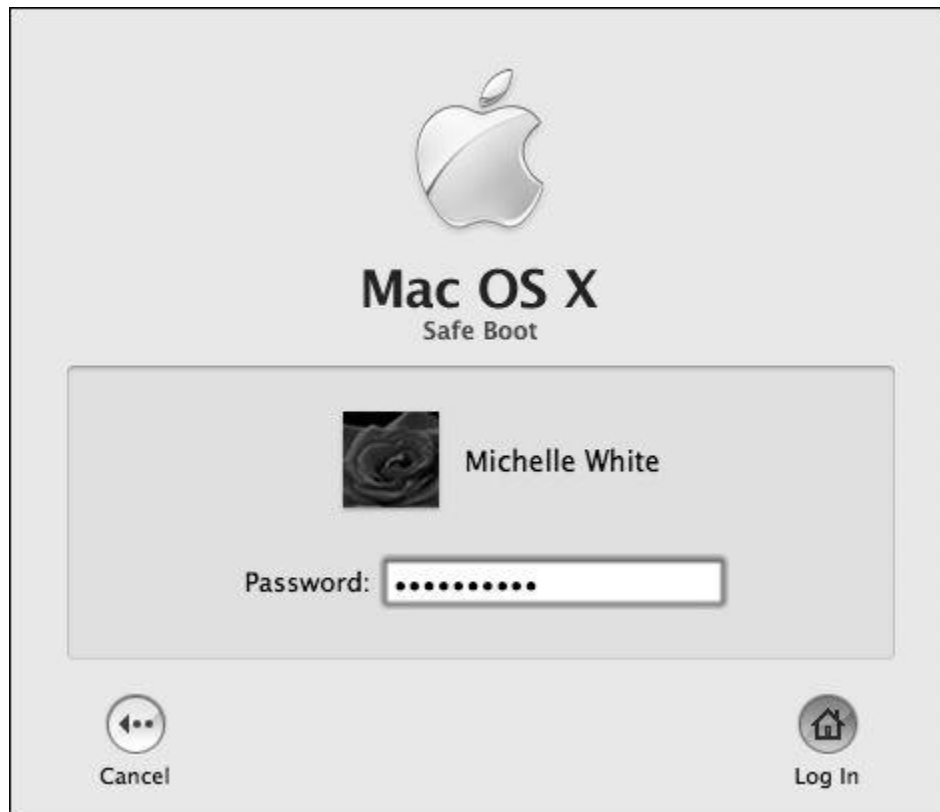 Mac OS X
Safe Boot
Michelle White
Password: ••••••••••
Cancel
Log In